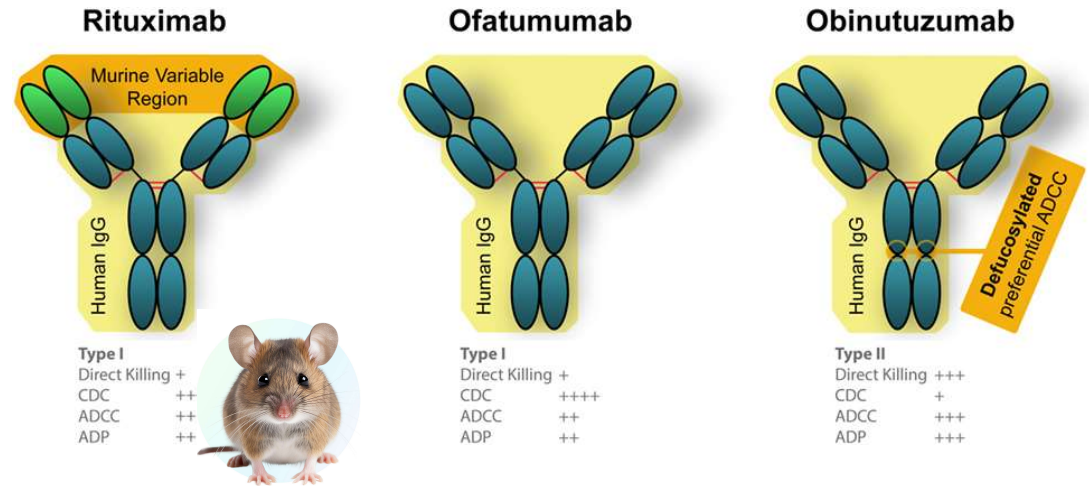 Rituximab
Murine Variable
Region
Human IgG
Type I
Direct Killing +
CDC ++
ADCC ++
ADP ++
Ofatumumab
Human IgG
Type I
Direct Killing +
CDC ++++
ADCC ++
ADP ++
Obinutuzumab
Human IgG
Defucosylated
preferential ADCC
Type II
Direct Killing +++
CDC +
ADCC +++
ADP +++